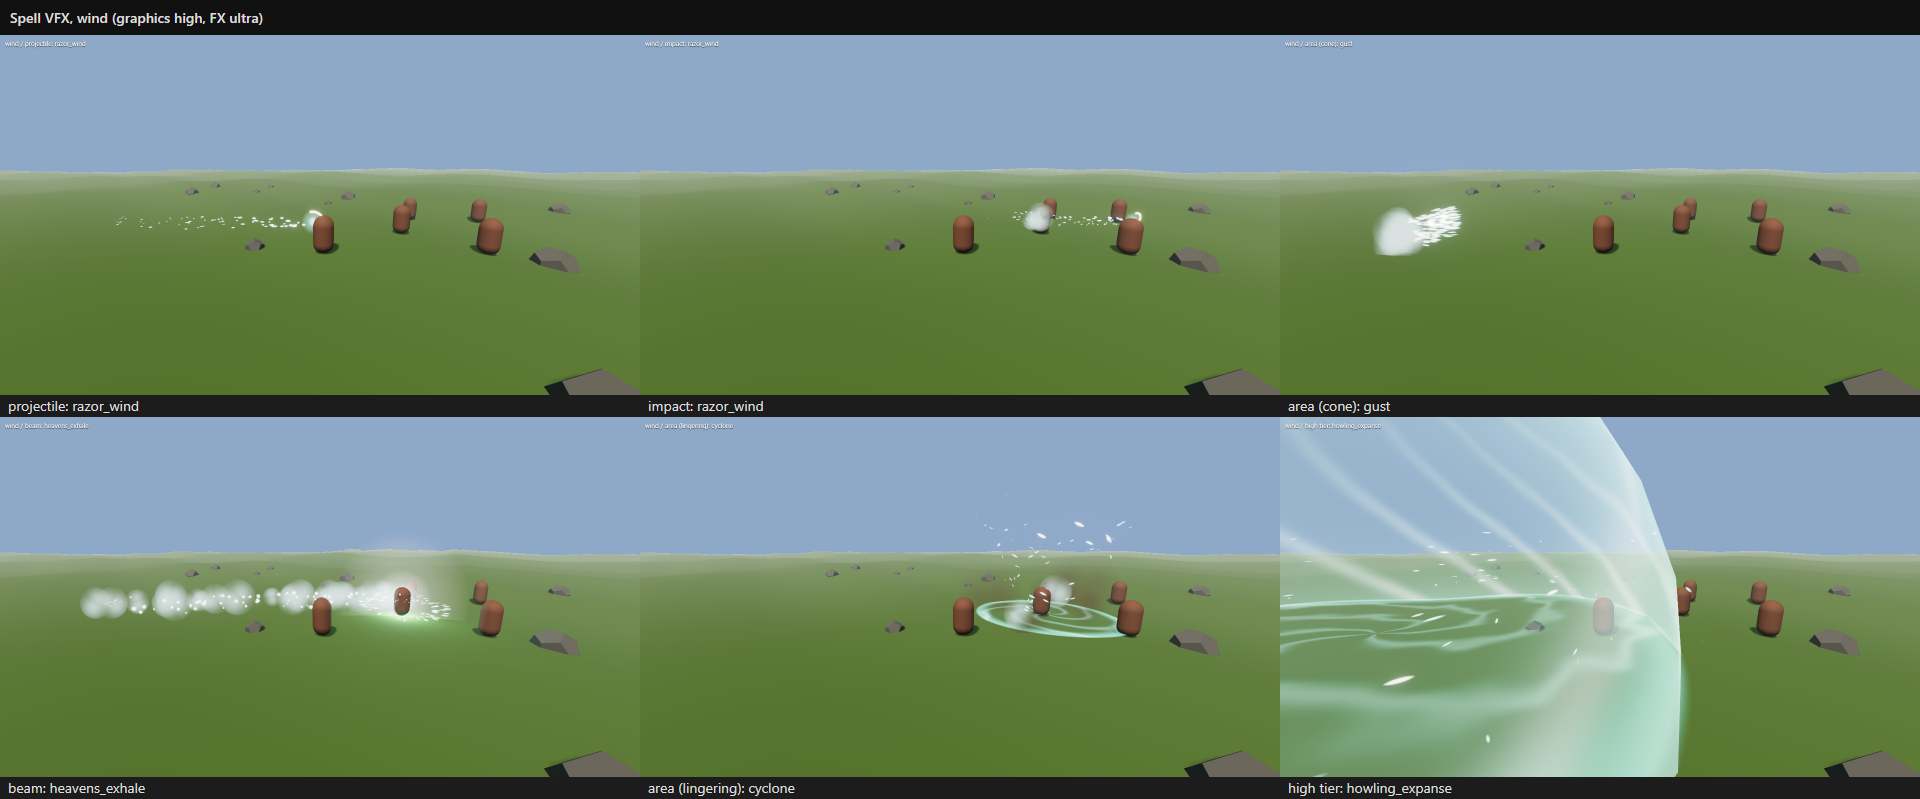 Spell VFX, wind (graphics high, FX ultra)
wind / projectile: razor_wind
wind / impact: razor_wind
wind / area (cone): gust
projectile: razor_wind
impact: razor_wind
area (cone): gust
wind / beam: heavens_exhale
wind / area (lingering): cyclone
wind / high tier: howling_expanse
beam: heavens_exhale
area (lingering): cyclone
high tier: howling_expanse